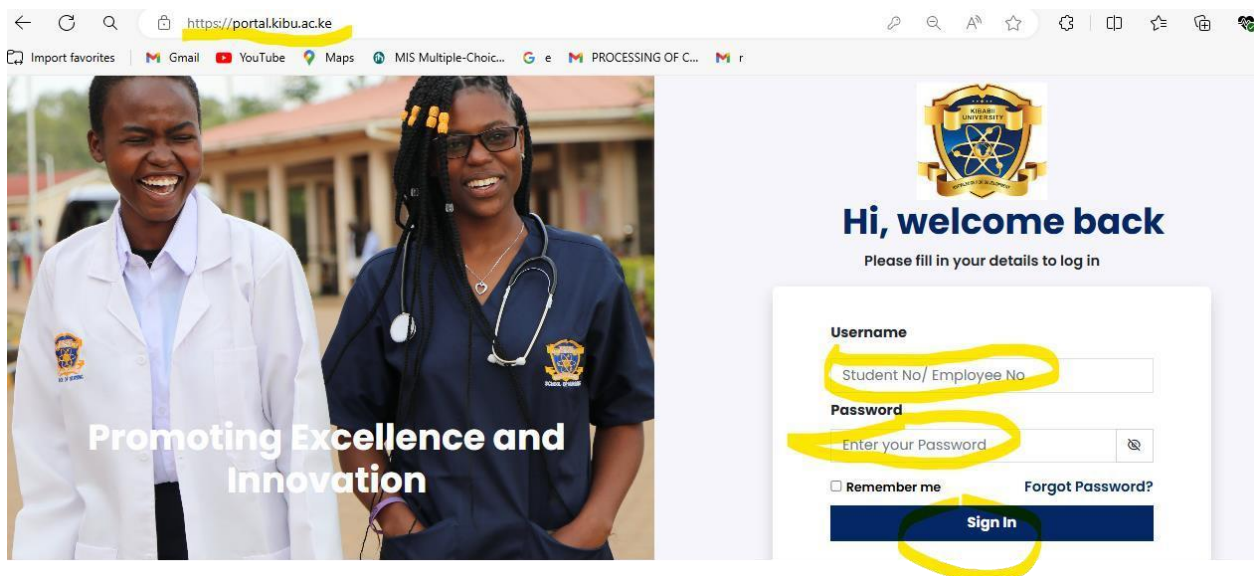 https://portal.kibu.ac.ke
Import favorites Gmail YouTube Maps MIS Multiple-Choic... G e PROCESSING OF C... r
KIBABII
UNIVERSITY
Hi, welcome back
Please fill in your details to log in
Username
Student No/ Employee No
Password
Enter your Password
Remember me Forgot Password?
Sign In
Promoting Excellence and
Innovation